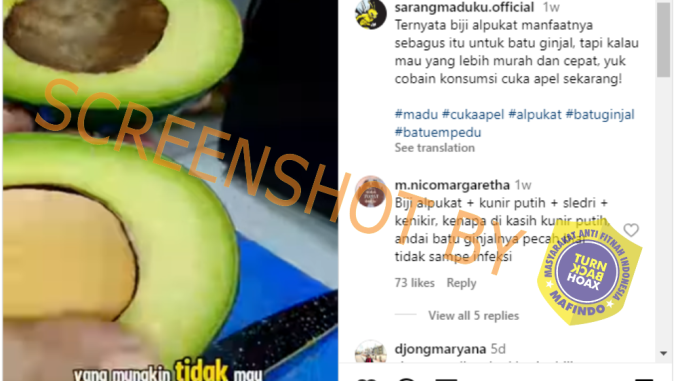 sarangmaduku.official 1w
Ternyata biji alpukat manfaatnya
sebagus itu untuk batu ginjal, tapi kalau
mau yang lebih murah dan cepat, yuk
cobain konsumsi cuka apel sekarang!
#madu #cukaapel #alpukat #batuginjal
#batuempedu
See translation
m.nicomargaretha 1w
Biji alpukat + kunir putih + sledri +
kenikir, kenapa di kasih kunir putih,
andai batu ginjalnya pecah
tidak sampe infeksi
73 likes Reply
View all 5 replies
djongmaryana 5d
yang mungkin tidak mau
SCREENSHOT BY
MASYARAKAT ANTI FITNAH INDONESIA
TURN
BACK
HOAX
MAFINDO